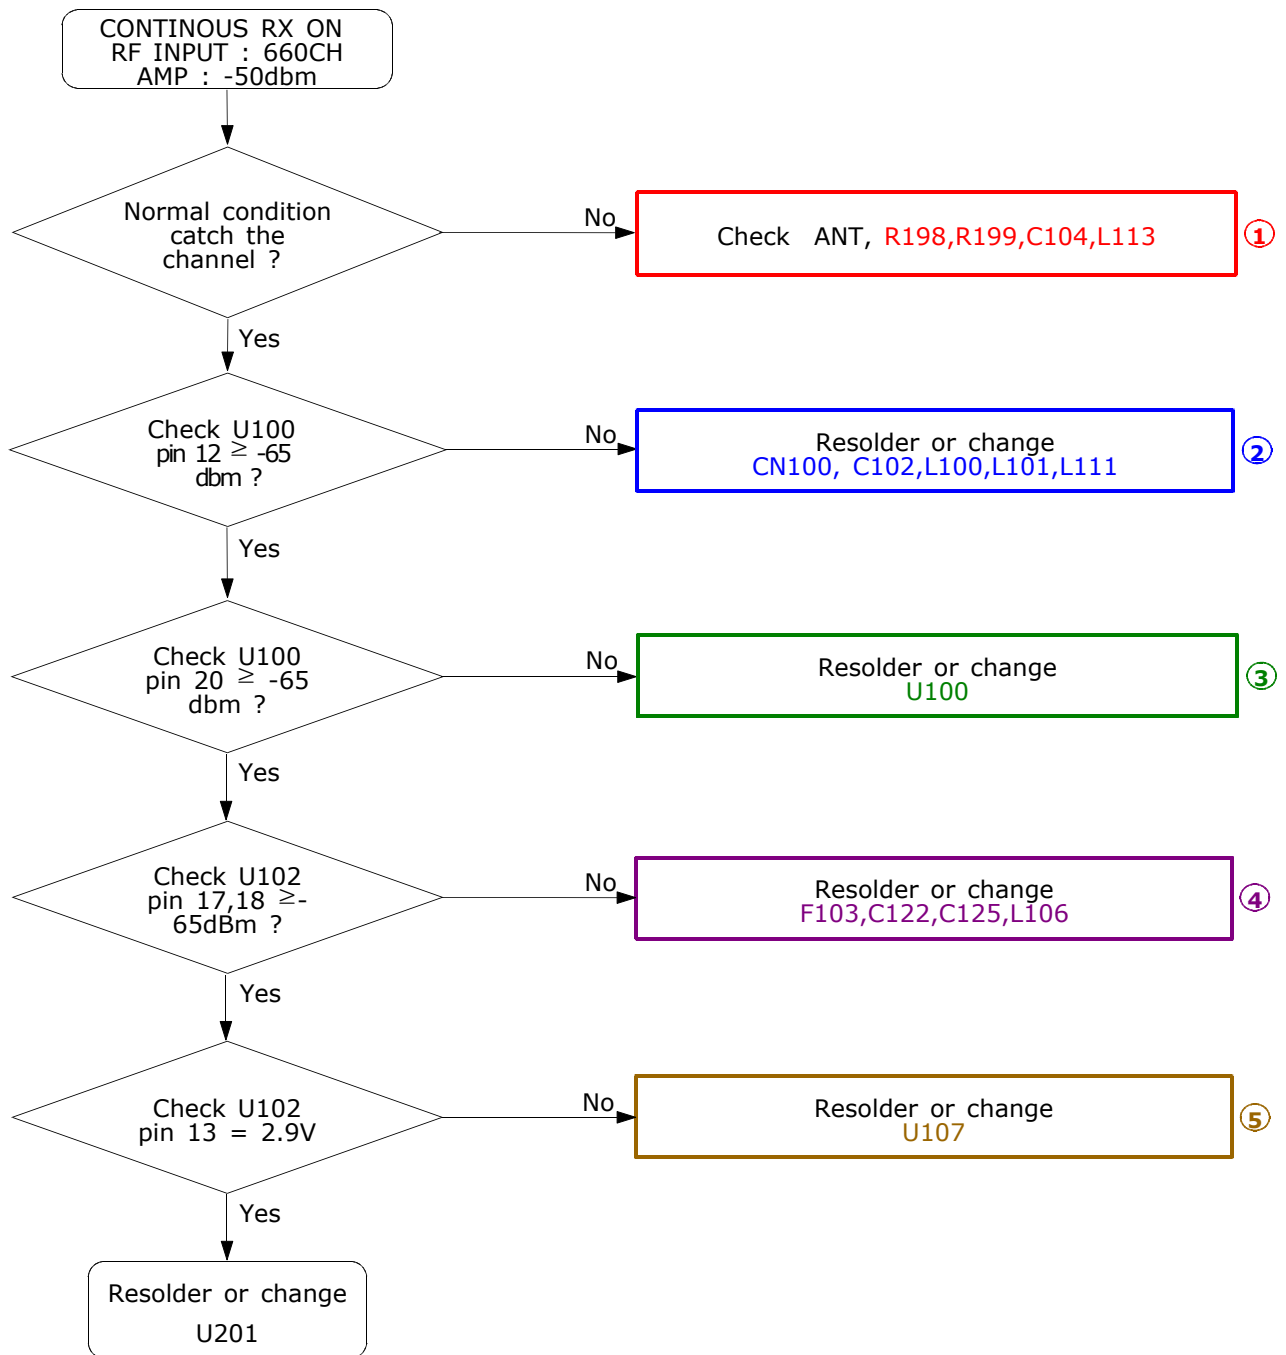 CONTINOUS RX ON
RF INPUT : 660CH
AMP : -50dbm
Normal condition
catch the
channel ?
No
Check ANT, R198,R199,C104,L113
1
Yes
Check U100
pin 12 ≥ -65
dbm ?
No
Resolder or change
CN100, C102,L100,L101,L111
2
Yes
Check U100
pin 20 ≥ -65
dbm ?
No
Resolder or change
U100
3
Yes
Check U102
pin 17,18 ≥-
65dBm ?
No
Resolder or change
F103,C122,C125,L106
4
Yes
Check U102
pin 13 = 2.9V
No
Resolder or change
U107
5
Yes
Resolder or change
U201